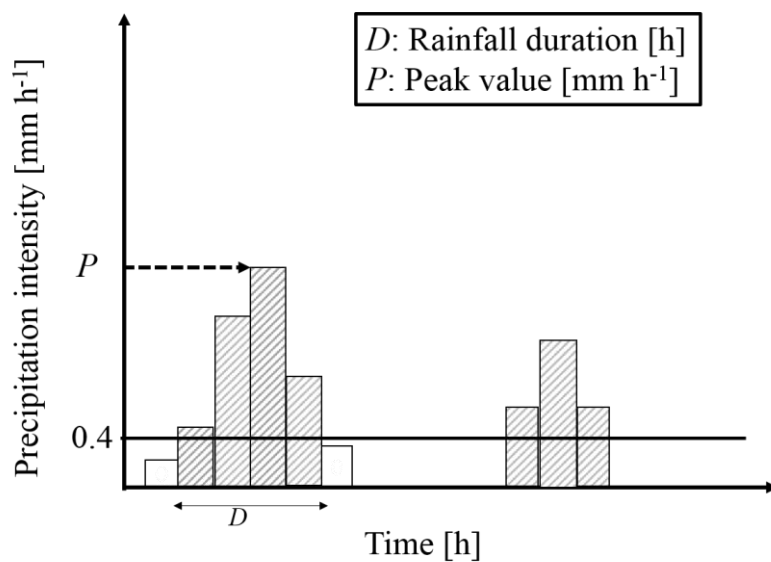 D: Rainfall duration [h]
P: Peak value [mm h⁻¹]
Precipitation intensity [mm h⁻¹]
P
0.4
D
Time [h]